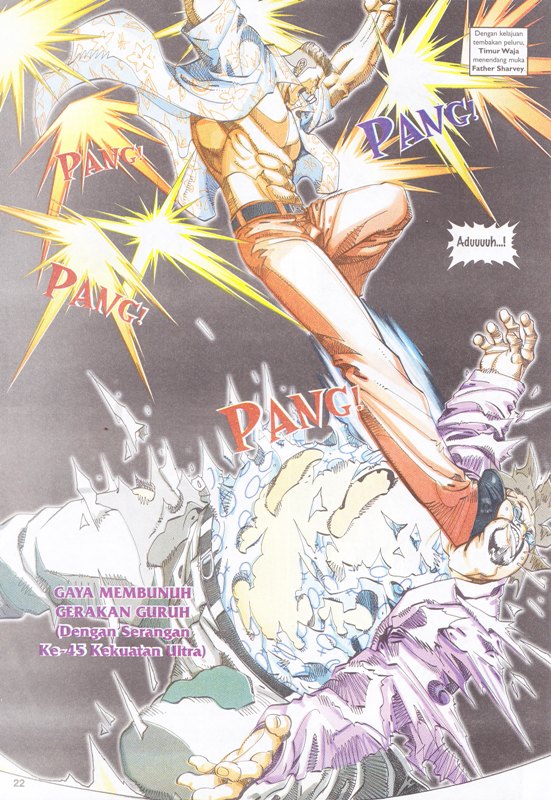 Dengan kelajuan
tembakan peluru,
Timur Waja
menendang muka
Father Sharvey.
PANG!
PANG!
Aduuuuh...!
PANG!
PANG!
GAYA MEMBUNUH
GERAKAN GURUH
(Dengan Serangan
Ke-45 Kekuatan Ultra)
22